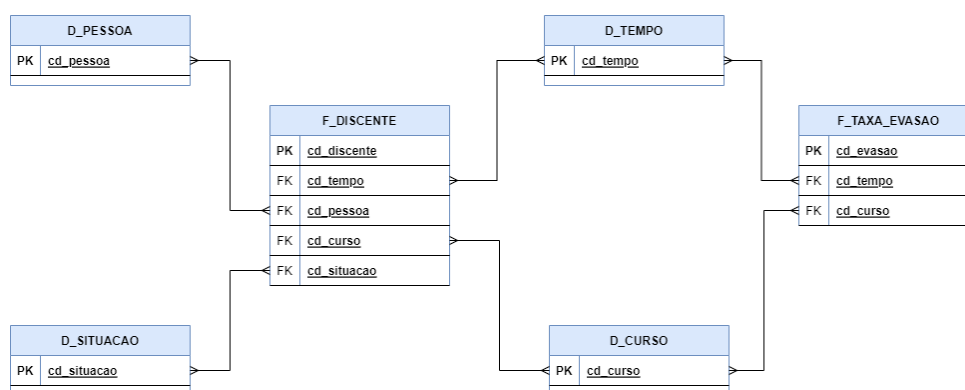 D_PESSOA
PK cd_pessoa
D_TEMPO
PK cd_tempo
F_DISCENTE
PK cd_discente
FK cd_tempo
FK cd_pessoa
FK cd_curso
FK cd_situacao
F_TAXA_EVASAO
PK cd_evasao
FK cd_tempo
FK cd_curso
D_SITUACAO
PK cd_situacao
D_CURSO
PK cd_curso